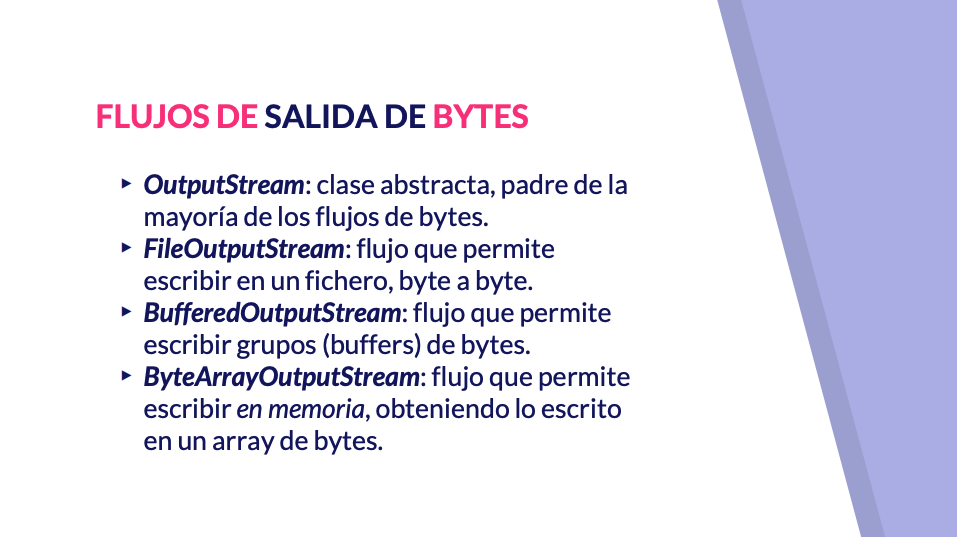 FLUJOS DE SALIDA DE BYTES
▸ OutputStream: clase abstracta, padre de la
mayoría de los flujos de bytes.
▸ FileOutputStream: flujo que permite
escribir en un fichero, byte a byte.
▸ BufferedOutputStream: flujo que permite
escribir grupos (buffers) de bytes.
▸ ByteArrayOutputStream: flujo que permite
escribir en memoria, obteniendo lo escrito
en un array de bytes.